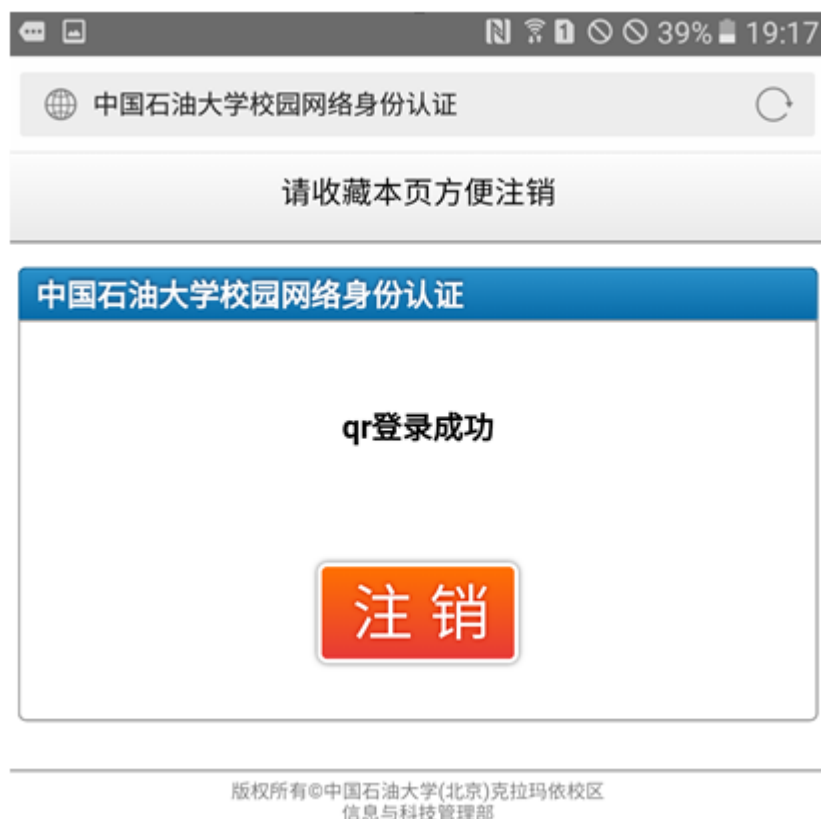 39% 19:17
中国石油大学校园网络身份认证
请收藏本页方便注销
中国石油大学校园网络身份认证
qr登录成功
注 销
版权所有©中国石油大学(北京)克拉玛依校区
信息与科技管理部